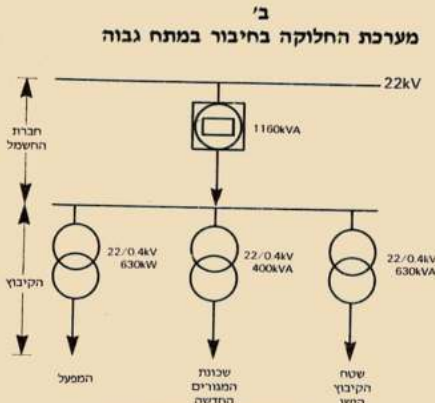 ב'
מערכת החלוקה בחיבור במתח גבוה
22kV
חברת
החשמל
1160kVA
הקיבוץ
22/0.4kV
630kW
22/0.4kV
400kVA
22/0.4kV
630kVA
המפעל
שכונת
המגורים
החדשה
שטח
הקיבוץ